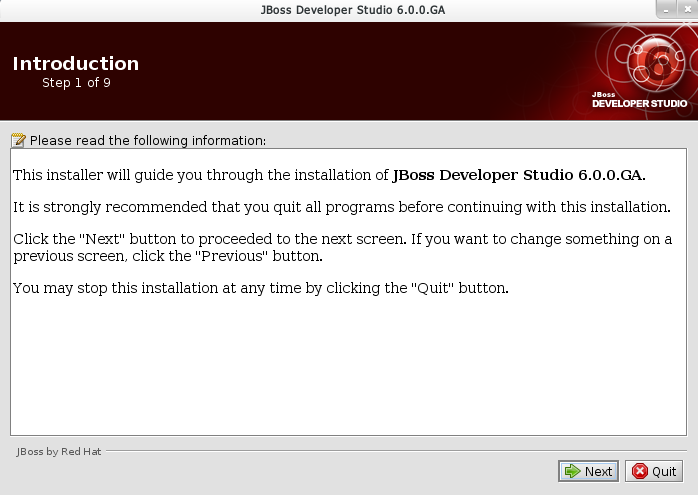 JBoss Developer Studio 6.0.0.GA
Introduction
Step 1 of 9
6
JBoss
DEVELOPER STUDIO
Please read the following information:
This installer will guide you through the installation of JBoss Developer Studio 6.0.0.GA.
It is strongly recommended that you quit all programs before continuing with this installation.
Click the "Next" button to proceeded to the next screen. If you want to change something on a
previous screen, click the "Previous" button.
You may stop this installation at any time by clicking the "Quit" button.
JBoss by Red Hat
Next
Quit